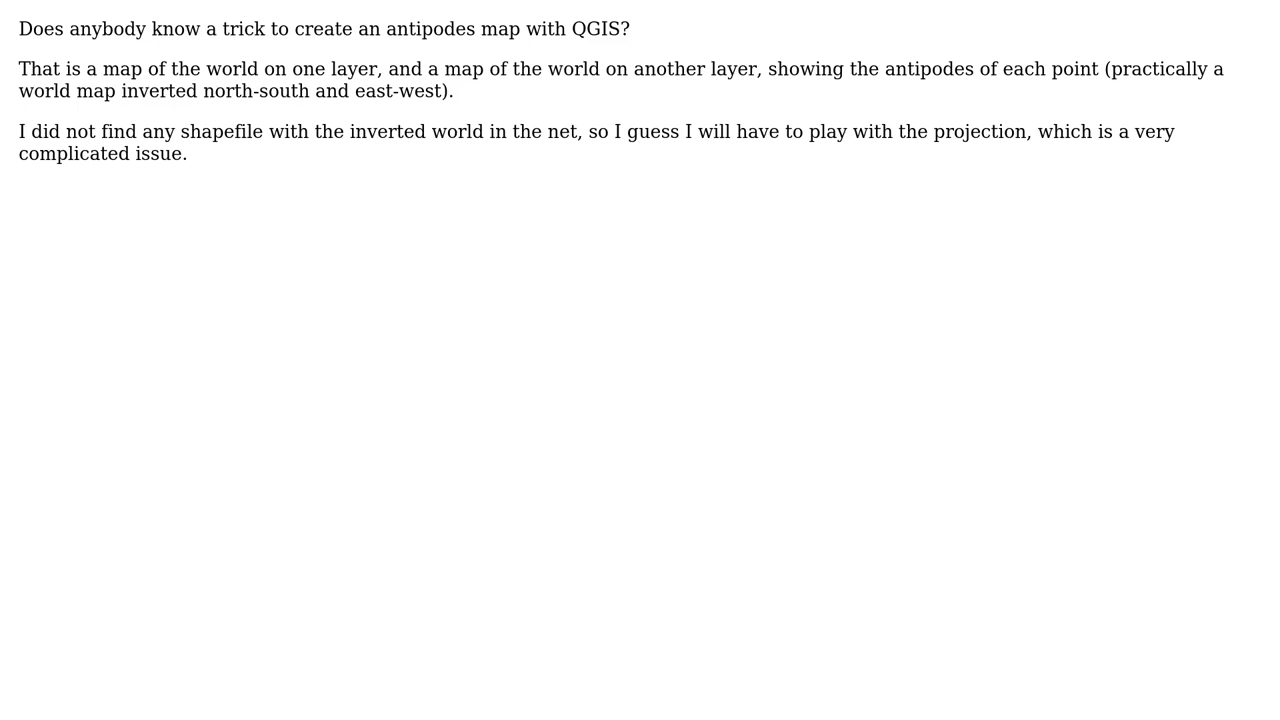 Does anybody know a trick to create an antipodes map with QGIS?
That is a map of the world on one layer, and a map of the world on another layer, showing the antipodes of each point (practically a
world map inverted north-south and east-west).
I did not find any shapefile with the inverted world in the net, so I guess I will have to play with the projection, which is a very
complicated issue.